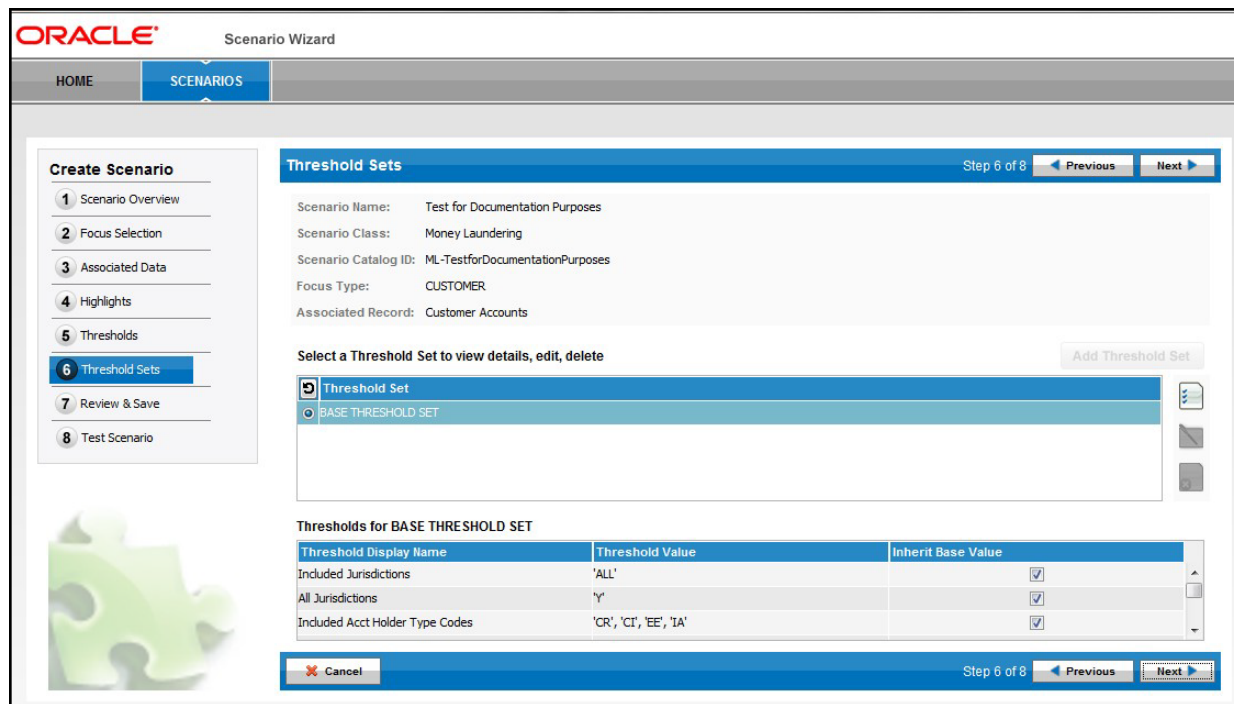 ORACLE® Scenario Wizard
HOME SCENARIOS
Create Scenario
1 Scenario Overview
2 Focus Selection
3 Associated Data
4 Highlights
5 Thresholds
6 Threshold Sets
7 Review & Save
8 Test Scenario
Threshold Sets Step 6 of 8 Previous Next
Scenario Name: Test for Documentation Purposes
Scenario Class: Money Laundering
Scenario Catalog ID: ML-TestforDocumentationPurposes
Focus Type: CUSTOMER
Associated Record: Customer Accounts
Select a Threshold Set to view details, edit, delete Add Threshold Set
Threshold Set
BASE THRESHOLD SET
Thresholds for BASE THRESHOLD SET
Threshold Display Name Threshold Value Inherit Base Value
Included Jurisdictions 'ALL'
All Jurisdictions 'Y'
Included Acct Holder Type Codes 'CR', 'CI', 'EE', 'IA'
Cancel Step 6 of 8 Previous Next